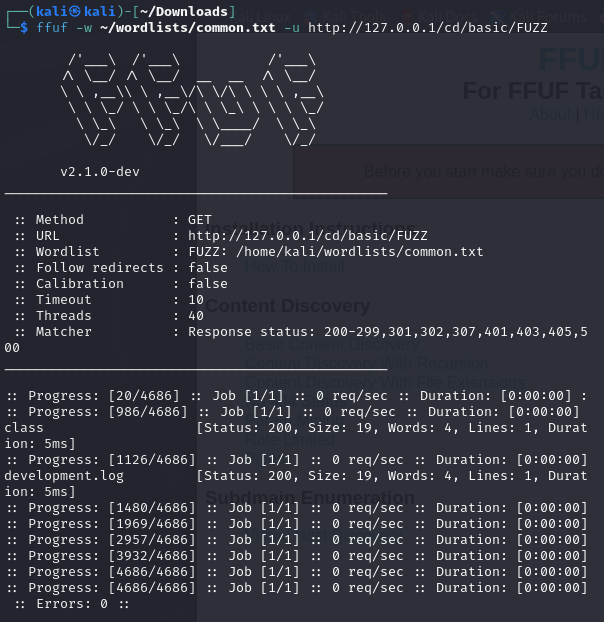 ┌──(kali㉿kali)-[~/Downloads]
└─$ ffuf -w ~/wordlists/common.txt -u http://127.0.0.1/cd/basic/FUZZ
v2.1.0-dev
:: Method : GET
:: URL : http://127.0.0.1/cd/basic/FUZZ
:: Wordlist : FUZZ: /home/kali/wordlists/common.txt
:: Follow redirects : false
:: Calibration : false
:: Timeout : 10
:: Threads : 40
:: Matcher : Response status: 200-299,301,302,307,401,403,405,5
00
:: Progress: [20/4686] :: Job [1/1] :: 0 req/sec :: Duration: [0:00:00] :
:: Progress: [986/4686] :: Job [1/1] :: 0 req/sec :: Duration: [0:00:00]
class [Status: 200, Size: 19, Words: 4, Lines: 1, Durat
ion: 5ms]
:: Progress: [1126/4686] :: Job [1/1] :: 0 req/sec :: Duration: [0:00:00]
development.log [Status: 200, Size: 19, Words: 4, Lines: 1, Durat
ion: 5ms]
:: Progress: [1480/4686] :: Job [1/1] :: 0 req/sec :: Duration: [0:00:00]
:: Progress: [1969/4686] :: Job [1/1] :: 0 req/sec :: Duration: [0:00:00]
:: Progress: [2957/4686] :: Job [1/1] :: 0 req/sec :: Duration: [0:00:00]
:: Progress: [3932/4686] :: Job [1/1] :: 0 req/sec :: Duration: [0:00:00]
:: Progress: [4686/4686] :: Job [1/1] :: 0 req/sec :: Duration: [0:00:00]
:: Progress: [4686/4686] :: Job [1/1] :: 0 req/sec :: Duration: [0:00:00]
:: Errors: 0 ::
FFU
For FFUF Ta
About | He
Before you start make sure you do
Installation Instructions
How To Install
Content Discovery
Basic Content Discovery
Content Discovery With Recursion
Content Discovery With File Extensions
Rate Limited
Subdmain Enumeration